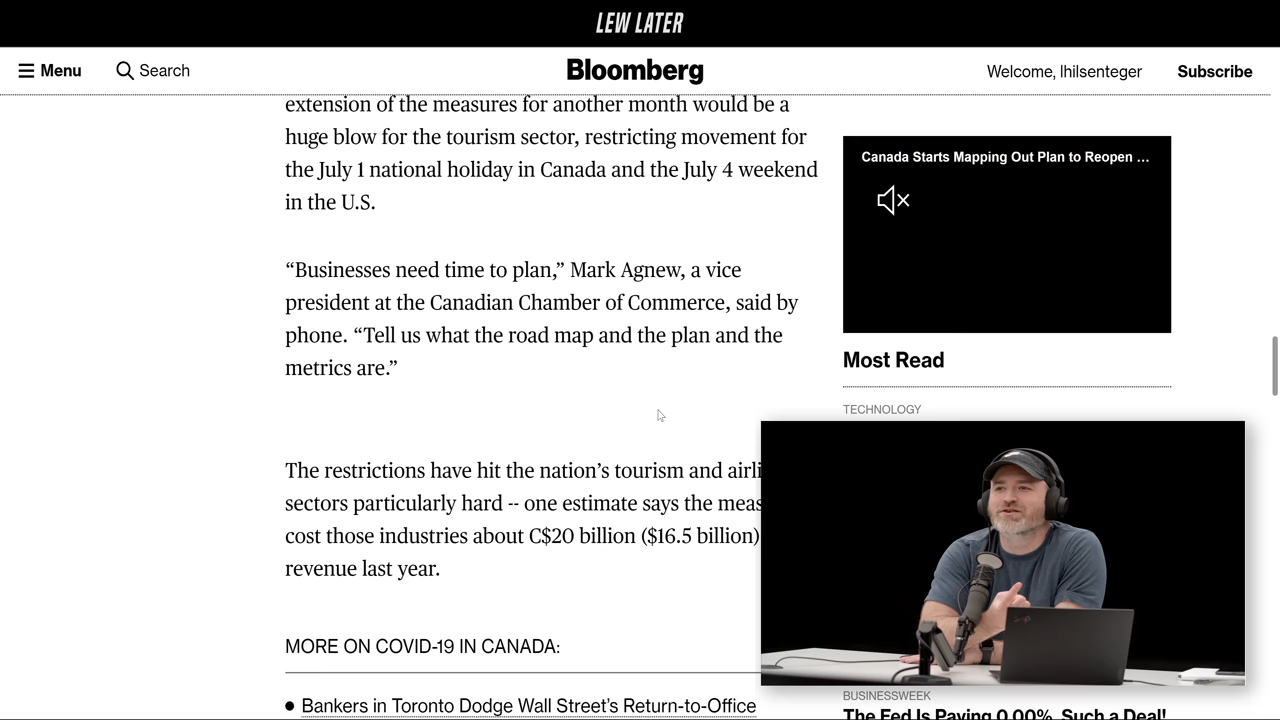 LEW LATER
Menu
Search
Bloomberg
Welcome, lhilsenteger
Subscribe
extension of the measures for another month would be a
huge blow for the tourism sector, restricting movement for
the July 1 national holiday in Canada and the July 4 weekend
in the U.S.
“Businesses need time to plan,” Mark Agnew, a vice
president at the Canadian Chamber of Commerce, said by
phone. “Tell us what the road map and the plan and the
metrics are.”
The restrictions have hit the nation’s tourism and airli
sectors particularly hard -- one estimate says the meas
cost those industries about C$20 billion ($16.5 billion)
revenue last year.
MORE ON COVID-19 IN CANADA:
● Bankers in Toronto Dodge Wall Street’s Return-to-Office
Canada Starts Mapping Out Plan to Reopen ...
Most Read
TECHNOLOGY
BUSINESSWEEK
The Fed Is Paying 0.00%. Such a Deal!